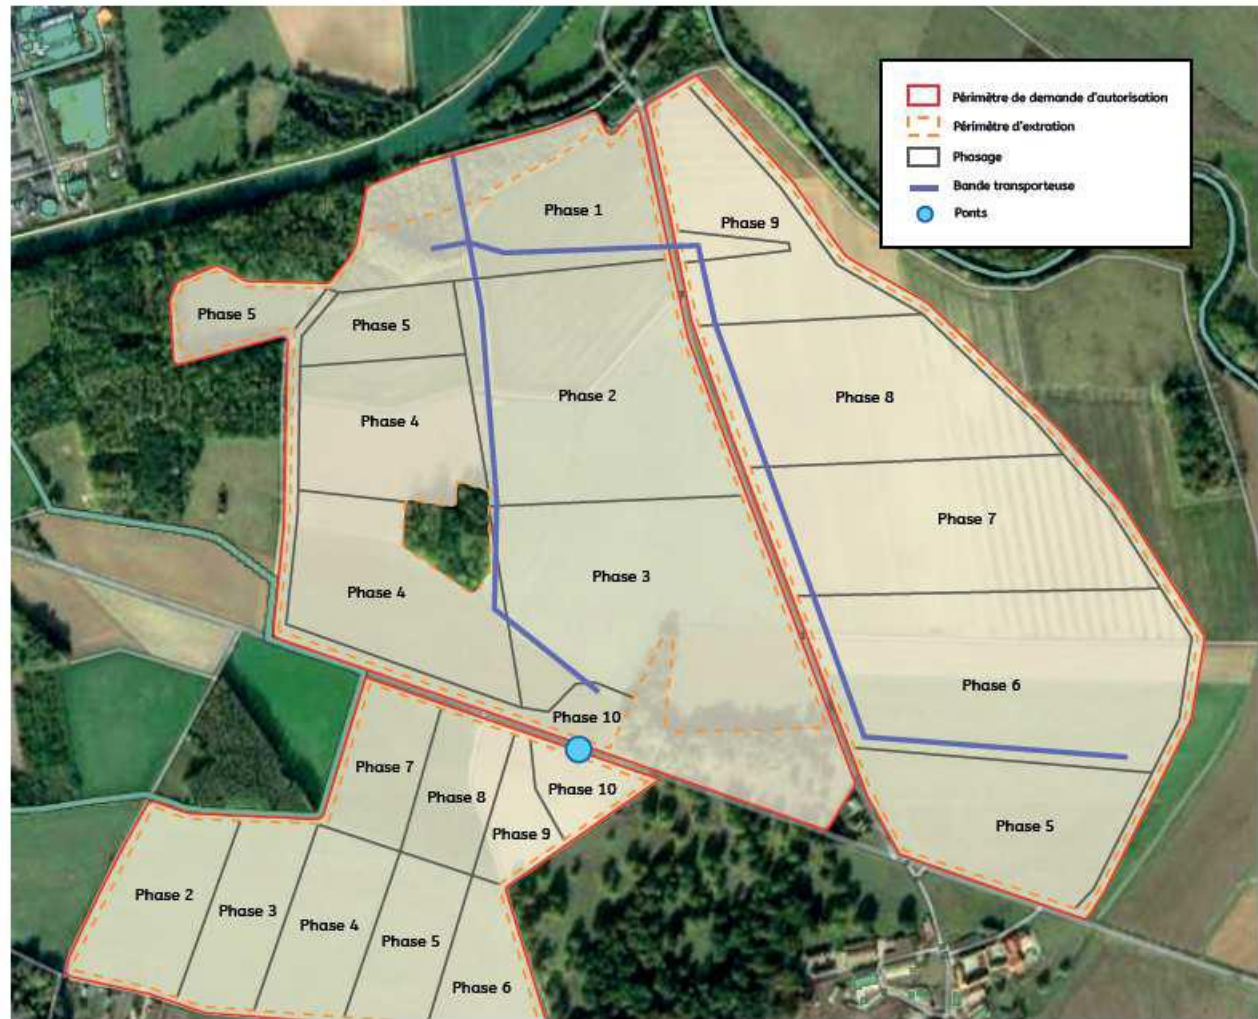 Périmètre de demande d'autorisation
Périmètre d'extration
Phasage
Bande transporteuse
Ponts
Phase 1
Phase 9
Phase 5
Phase 5
Phase 2
Phase 8
Phase 4
Phase 7
Phase 3
Phase 4
Phase 6
Phase 10
Phase 7
Phase 8
Phase 10
Phase 9
Phase 5
Phase 2
Phase 3
Phase 4
Phase 5
Phase 6